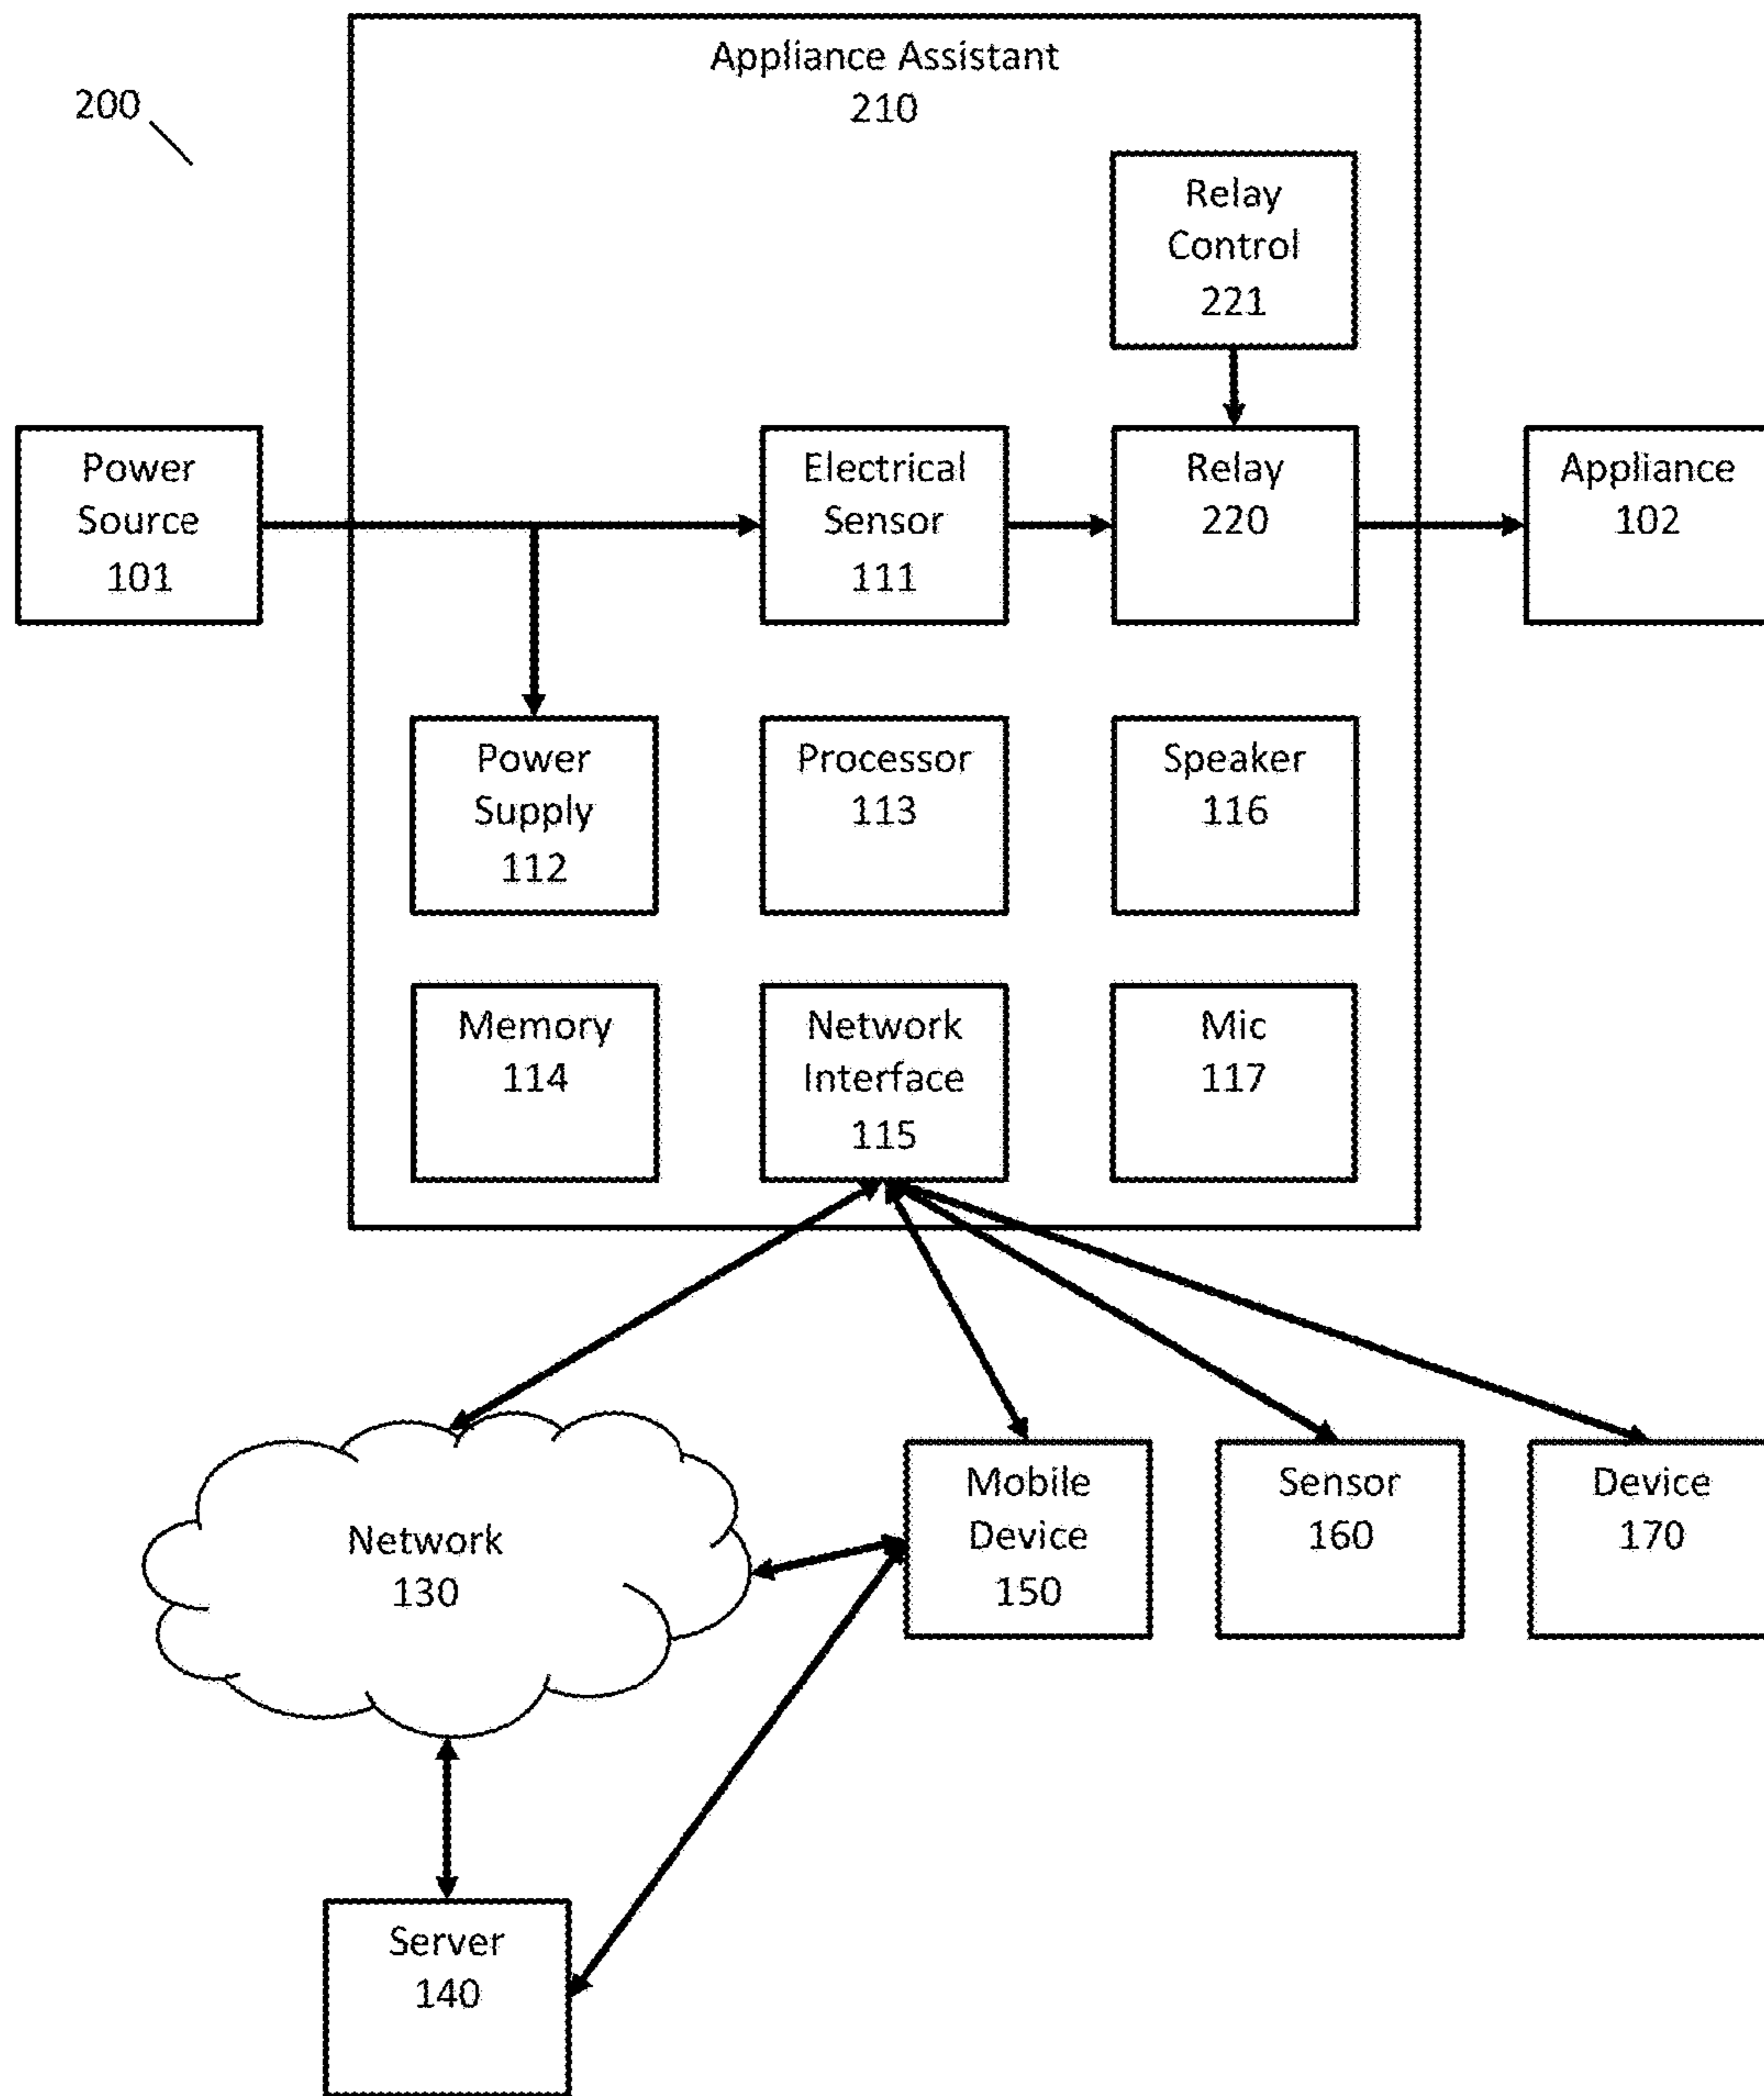 Appliance Assistant
210
200
Relay
Control
221
Power
Source
101
Electrical
Sensor
111
Relay
220
Appliance
102
Power
Supply
112
Processor
113
Speaker
116
Memory
114
Network
Interface
115
Mic
117
Network
130
Mobile
Device
150
Sensor
160
Device
170
Server
140